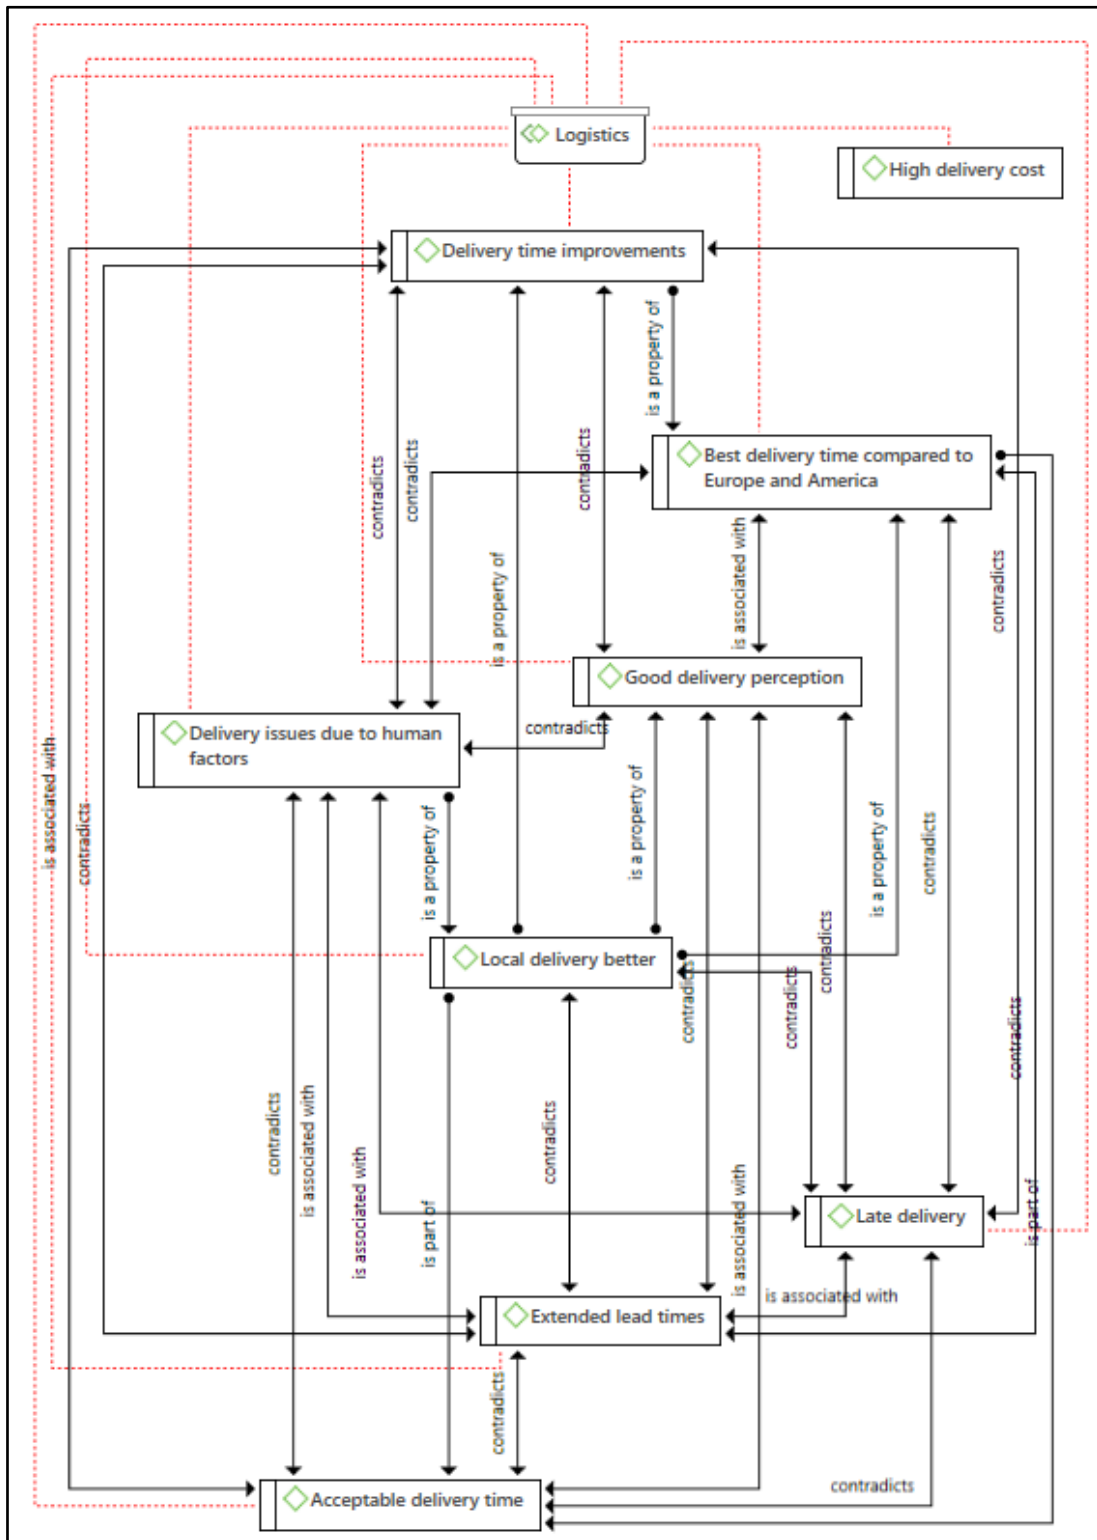 Logistics
High delivery cost
Delivery time improvements
is a property of
Best delivery time compared to
Europe and America
contradicts
contradicts
contradicts
is associated with
contradicts
is a property of
Good delivery perception
Delivery issues due to human
factors
contradicts
is associated with
contradicts
is a property of
is a property of
is a property of
contradicts
Local delivery better
contradicts
contradicts
contradicts
contradicts
contradicts
is associated with
is associated with
contradicts
is part of
is associated with
Late delivery
is part of
is associated with
Extended lead times
contradicts
contradicts
Acceptable delivery time